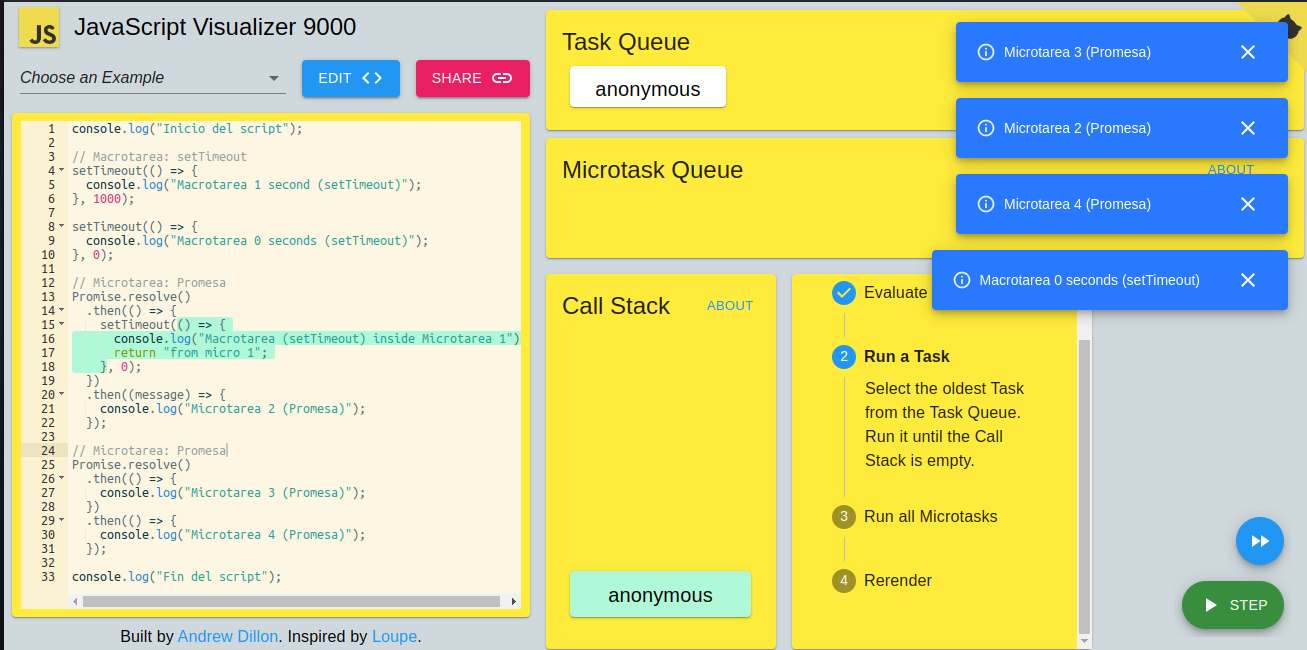 JS
JavaScript Visualizer 9000
Choose an Example
EDIT
SHARE
1 console.log("Inicio del script");
2
3 // Macrotarea: setTimeout
4 setTimeout(() => {
5 console.log("Macrotarea 1 second (setTimeout)");
6 }, 1000);
7
8 setTimeout(() => {
9 console.log("Macrotarea 0 seconds (setTimeout)");
10 }, 0);
11
12 // Microtarea: Promesa
13 Promise.resolve()
14 .then(() => {
15 setTimeout(() => {
16 console.log("Macrotarea (setTimeout) inside Microtarea 1")
17 return "from micro 1";
18 }, 0);
19 })
20 .then((message) => {
21 console.log("Microtarea 2 (Promesa)");
22 });
23
24 // Microtarea: Promesa
25 Promise.resolve()
26 .then(() => {
27 console.log("Microtarea 3 (Promesa)");
28 })
29 .then(() => {
30 console.log("Microtarea 4 (Promesa)");
31 });
32
33 console.log("Fin del script");
Built by Andrew Dillon. Inspired by Loupe.
Task Queue
anonymous
Microtask Queue
ABOUT
Call Stack
ABOUT
anonymous
Evaluate
2 Run a Task
Select the oldest Task
from the Task Queue.
Run it until the Call
Stack is empty.
3 Run all Microtasks
4 Rerender
Microtarea 3 (Promesa)
Microtarea 2 (Promesa)
Microtarea 4 (Promesa)
Macrotarea 0 seconds (setTimeout)
STEP